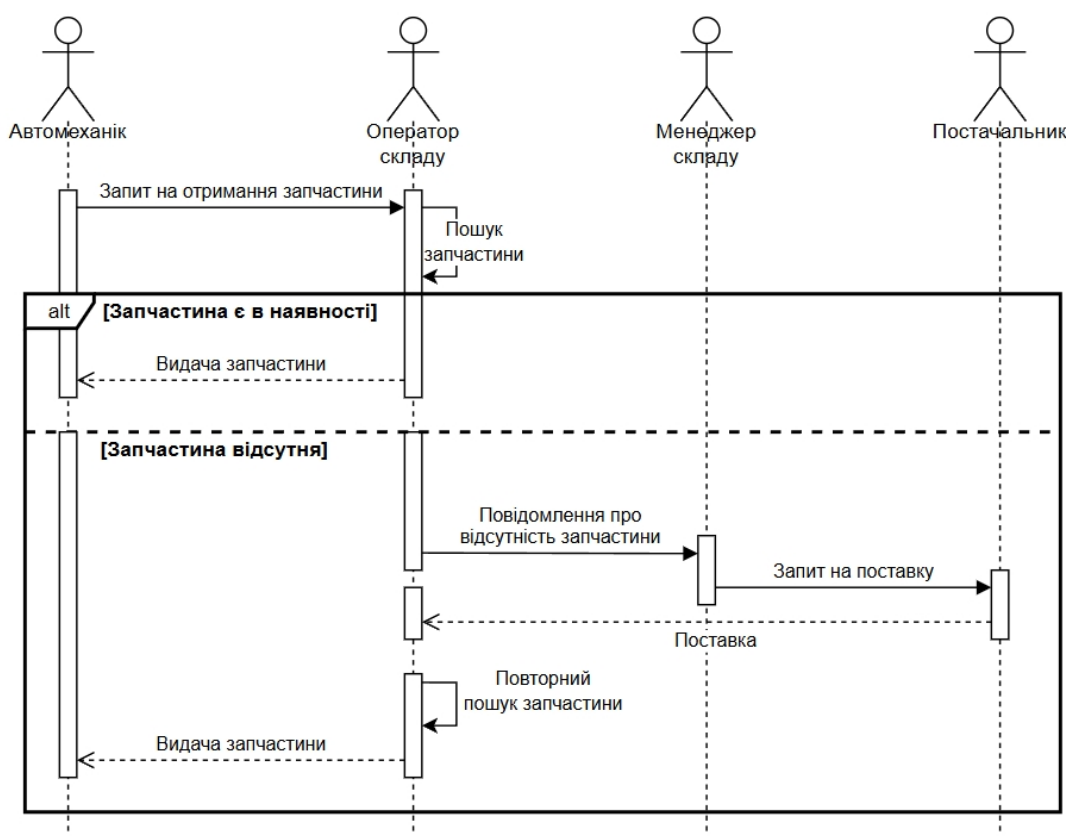 Автомеханік
Оператор
складу
Менеджер
складу
Постачальник
Запит на отримання запчастини
Пошук
запчастини
alt
[Запчастина є в наявності]
Видача запчастини
[Запчастина відсутня]
Повідомлення про
відсутність запчастини
Запит на поставку
Поставка
Повторний
пошук запчастини
Видача запчастини